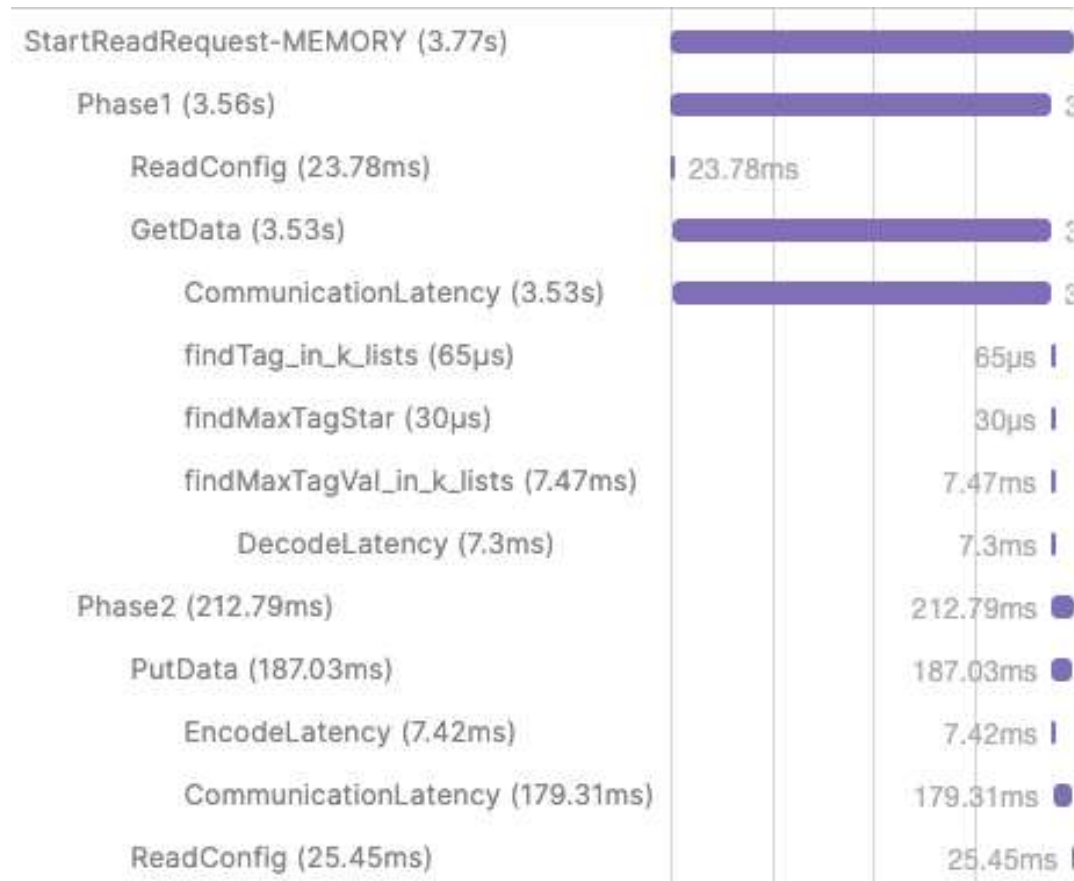 StartReadRequest-MEMORY (3.77s)
Phase1 (3.56s) 3
ReadConfig (23.78ms) 23.78ms
GetData (3.53s) 3
CommunicationLatency (3.53s) 3
findTag_in_k_lists (65µs) 65µs
findMaxTagStar (30µs) 30µs
findMaxTagVal_in_k_lists (7.47ms) 7.47ms
DecodeLatency (7.3ms) 7.3ms
Phase2 (212.79ms) 212.79ms
PutData (187.03ms) 187.03ms
EncodeLatency (7.42ms) 7.42ms
CommunicationLatency (179.31ms) 179.31ms
ReadConfig (25.45ms) 25.45ms